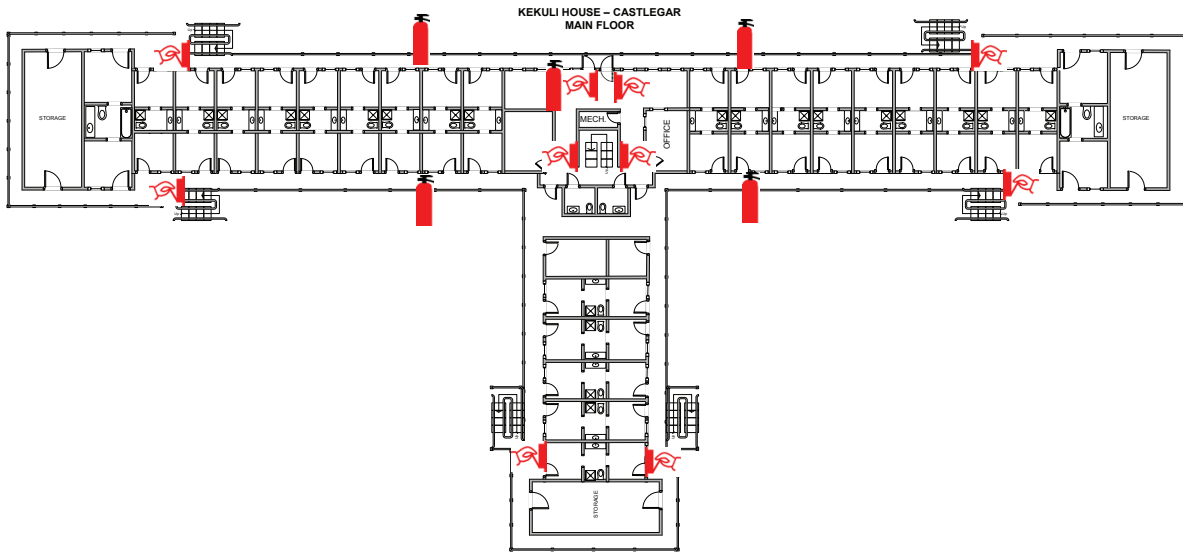 KEKULI HOUSE – CASTLEGAR
MAIN FLOOR
STORAGE
MECH.
OFFICE
STORAGE
STORAGE